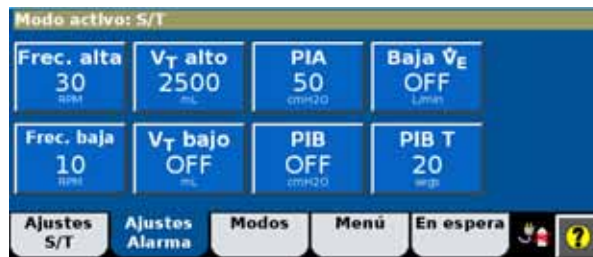 Modo activo: S/T
Frec. alta VT alto PIA Baja V̇E
30 2500 50 OFF
RPM mL cmH2O L/min
Frec. baja VT bajo PIB PIB T
10 OFF OFF 20
RPM mL cmH2O segs
Ajustes S/T Ajustes Alarma Modos Menú En espera ?